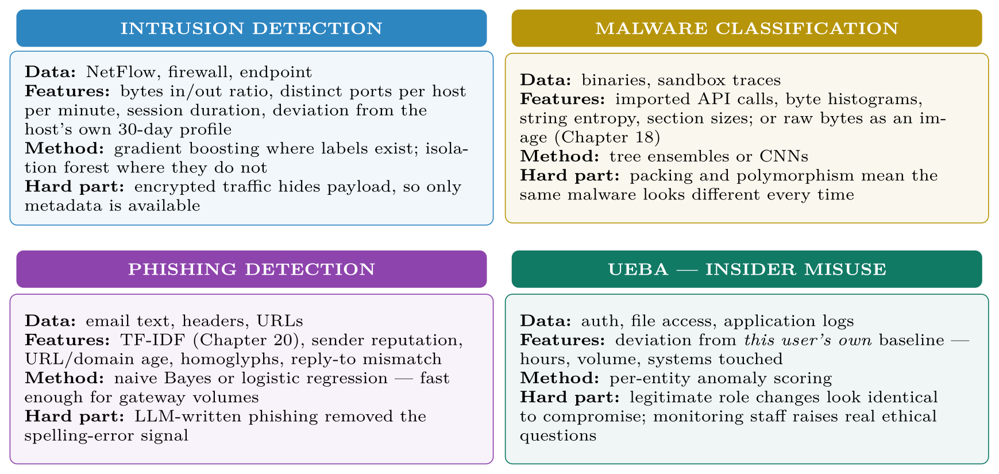 INTRUSION DETECTION
Data: NetFlow, firewall, endpoint
Features: bytes in/out ratio, distinct ports per host
per minute, session duration, deviation from the
host's own 30-day profile
Method: gradient boosting where labels exist; isola-
tion forest where they do not
Hard part: encrypted traffic hides payload, so only
metadata is available
MALWARE CLASSIFICATION
Data: binaries, sandbox traces
Features: imported API calls, byte histograms,
string entropy, section sizes; or raw bytes as an im-
age (Chapter 18)
Method: tree ensembles or CNNs
Hard part: packing and polymorphism mean the
same malware looks different every time
PHISHING DETECTION
Data: email text, headers, URLs
Features: TF-IDF (Chapter 20), sender reputation,
URL/domain age, homoglyphs, reply-to mismatch
Method: naive Bayes or logistic regression — fast
enough for gateway volumes
Hard part: LLM-written phishing removed the
spelling-error signal
UEBA — INSIDER MISUSE
Data: auth, file access, application logs
Features: deviation from this user's own baseline —
hours, volume, systems touched
Method: per-entity anomaly scoring
Hard part: legitimate role changes look identical
to compromise; monitoring staff raises real ethical
questions